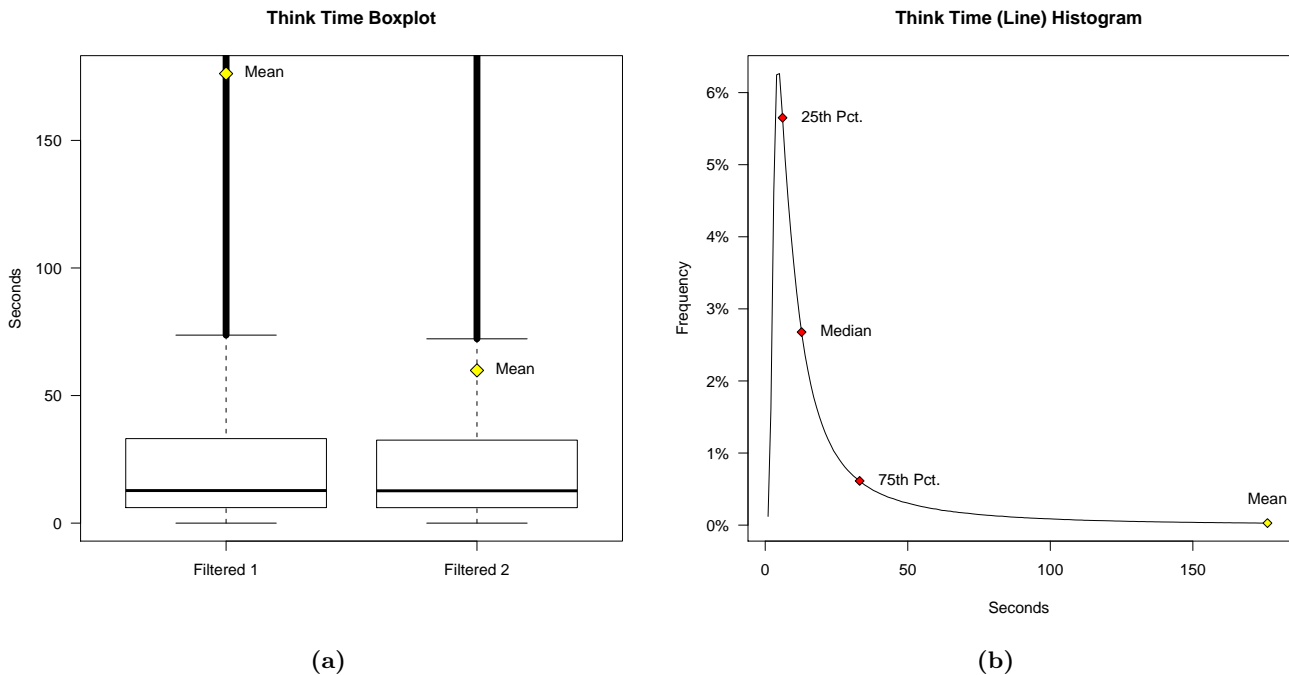 Think Time Boxplot
Seconds
150
100
50
0
Mean
Mean
Filtered 1
Filtered 2
(a)
Think Time (Line) Histogram
Frequency
6%
5%
4%
3%
2%
1%
0%
25th Pct.
Median
75th Pct.
Mean
0
50
100
150
Seconds
(b)